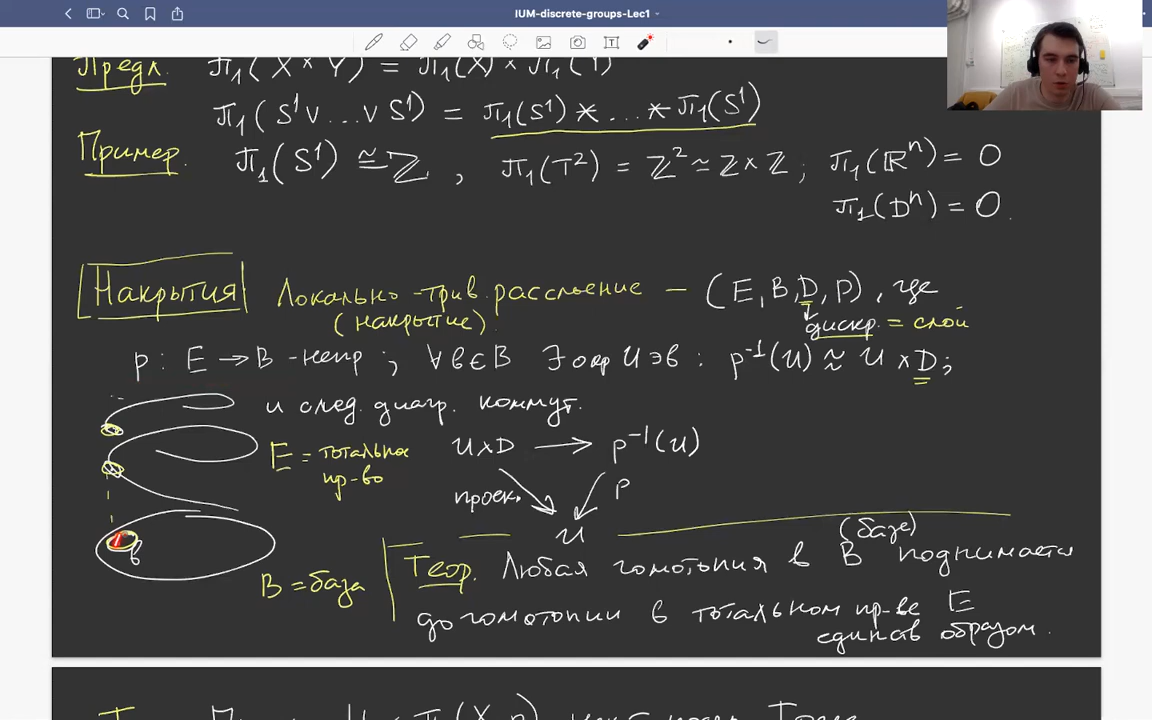 IUM-discrete-groups-Lec1
Предл. π₁(X × Y) = π₁(X) × π₁(Y)
π₁(S¹ ∨ ... ∨ S¹) = π₁(S¹) * ... * π₁(S¹)
Пример. π₁(S¹) ≅ ℤ, π₁(T²) = ℤ² ≃ ℤ × ℤ; π₁(ℝⁿ) = 0
π₁(Dⁿ) = 0.
Накрытия Локально-трив. расслоение — (E, B, D, p), где
(накрытие). дискр. = слой
p: E → B - непр; ∀b∈B ∃ окр U∋b: p⁻¹(U) ≈ U × D;
и след. диагр. коммут.
E = тотальное U×D → p⁻¹(U)
пр-во
проек. p
U
b
B = база
Теор. Любая гомотопия в B (базе) поднимается
до гомотопии в тотальном пр-ве E
единств образом.